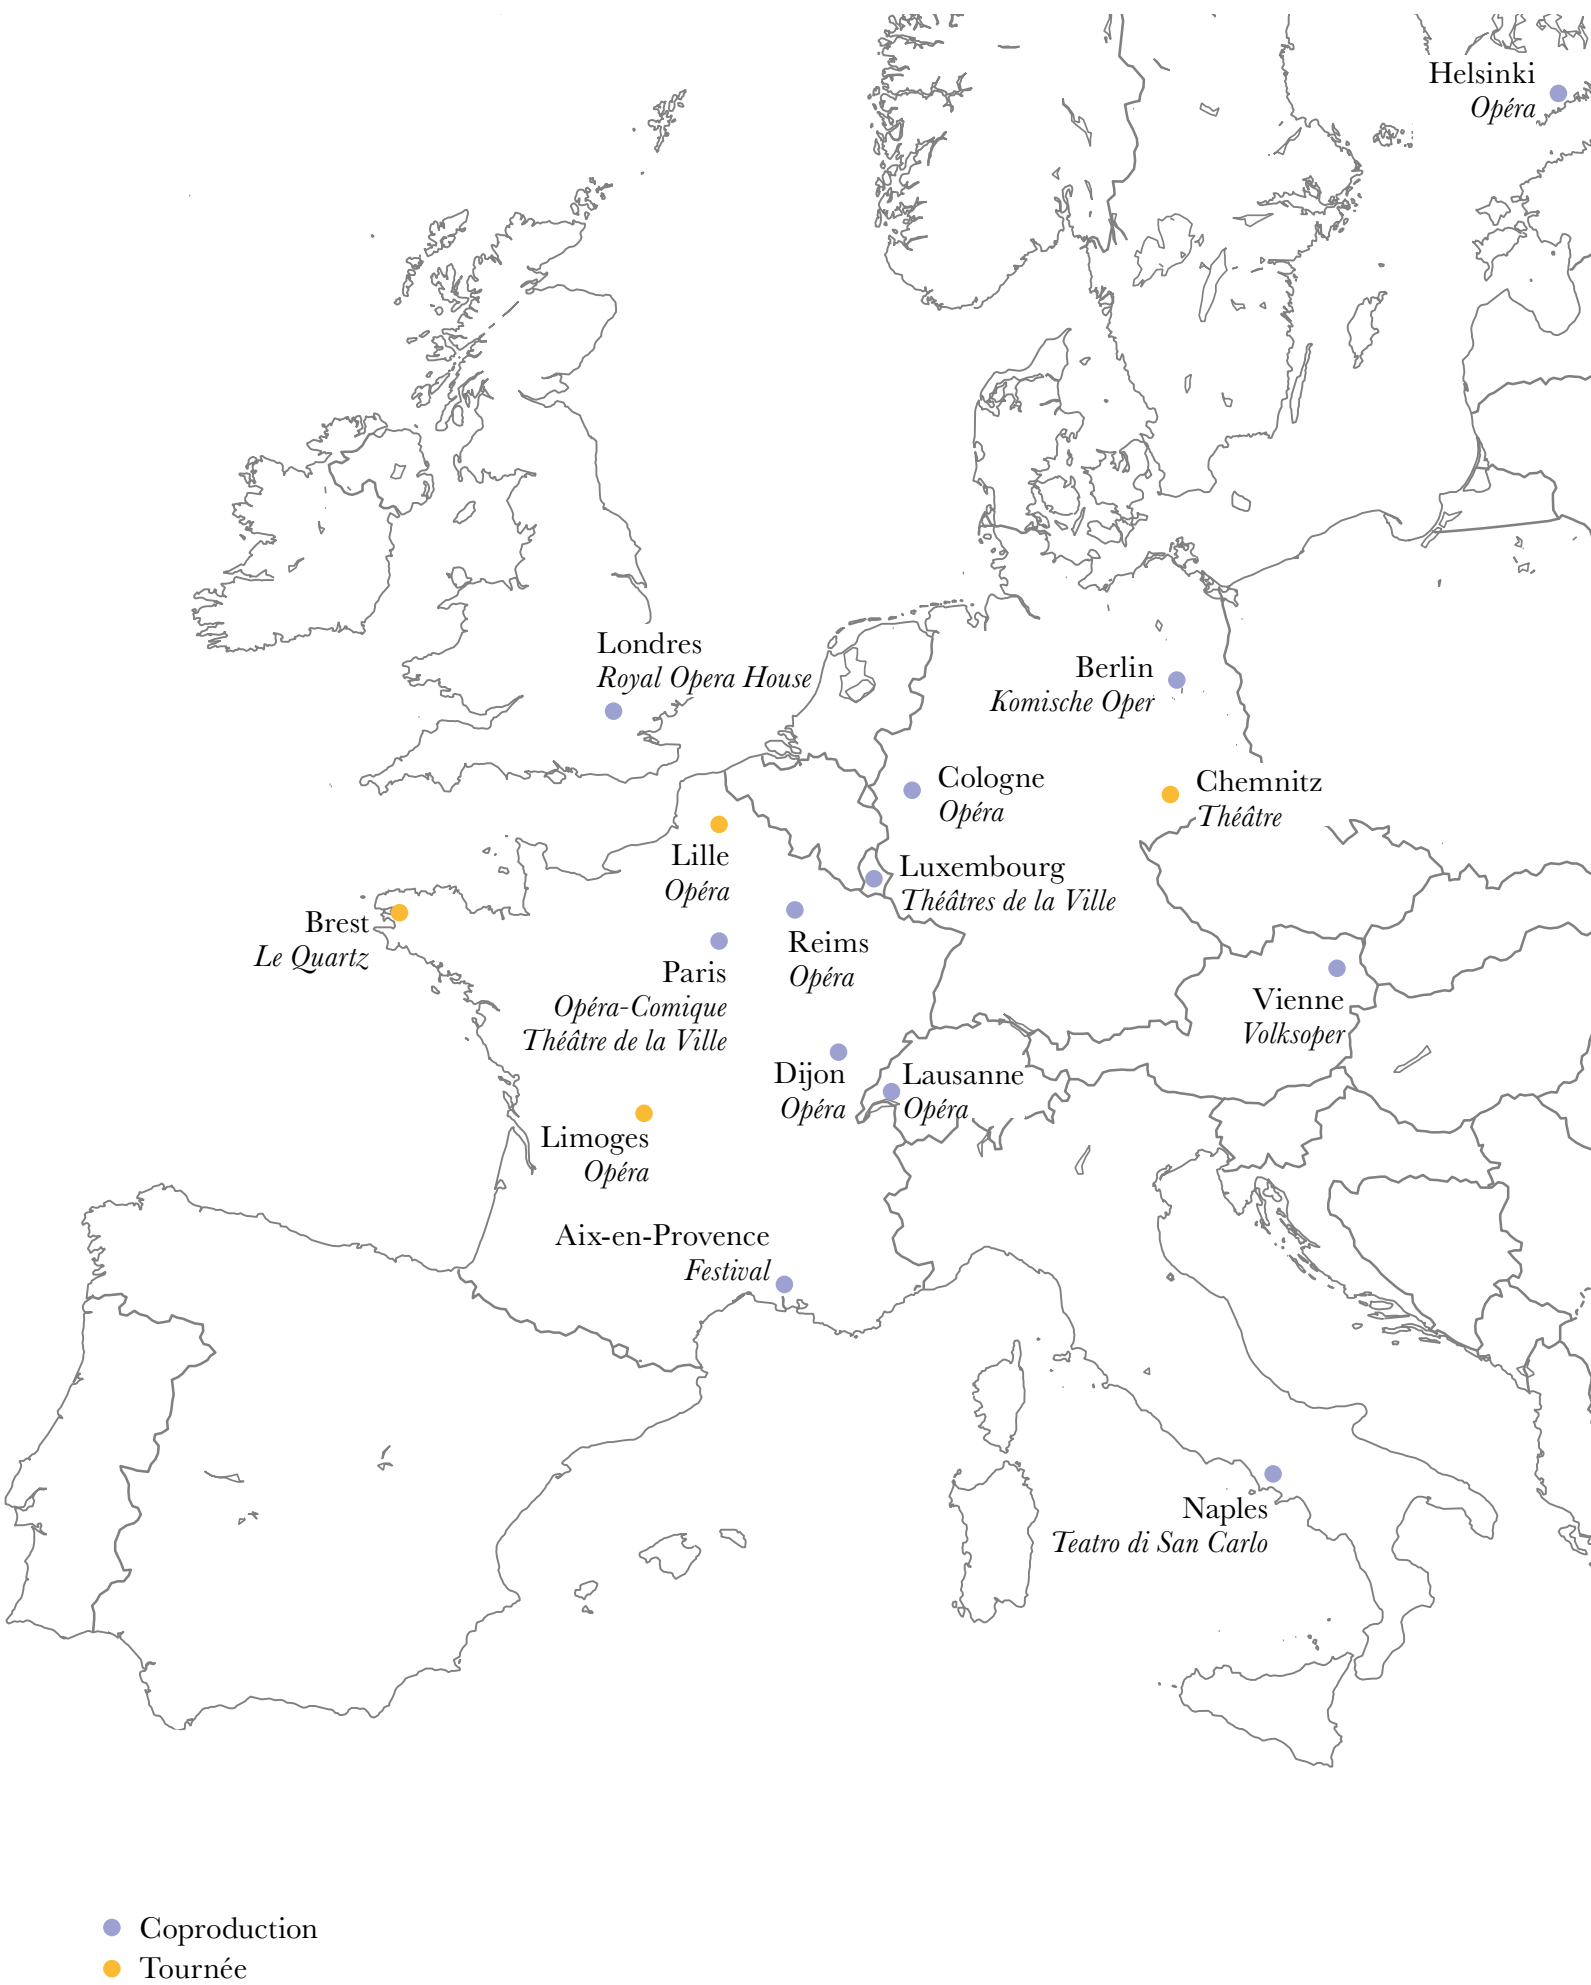 Helsinki
Opéra
Londres
Royal Opera House
Berlin
Komische Oper
Cologne
Opéra
Chemnitz
Théâtre
Lille
Opéra
Luxembourg
Théâtres de la Ville
Brest
Le Quartz
Reims
Opéra
Paris
Opéra-Comique
Théâtre de la Ville
Vienne
Volksoper
Dijon
Opéra
Lausanne
Opéra
Limoges
Opéra
Aix-en-Provence
Festival
Naples
Teatro di San Carlo
Coproduction
Tournée